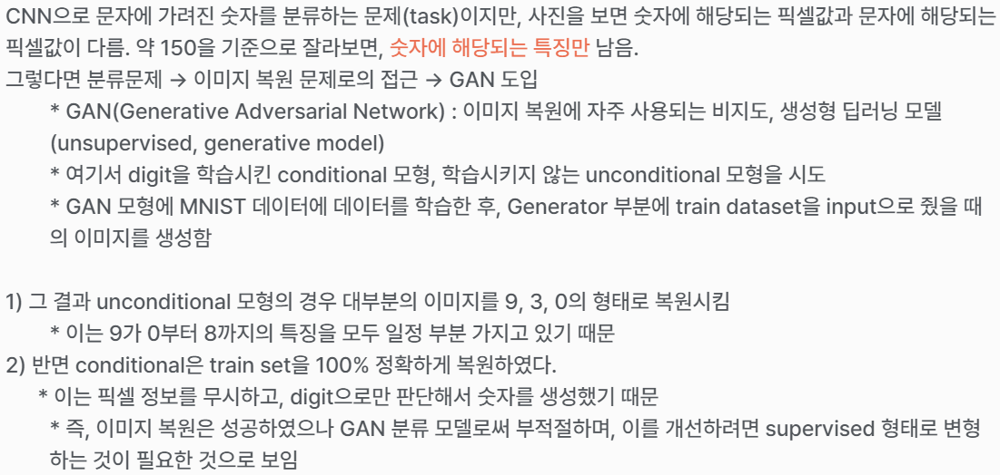 CNN으로 문자에 가려진 숫자를 분류하는 문제(task)이지만, 사진을 보면 숫자에 해당되는 픽셀값과 문자에 해당되는
픽셀값이 다름. 약 150을 기준으로 잘라보면, 숫자에 해당되는 특징만 남음.
그렇다면 분류문제 → 이미지 복원 문제로의 접근 → GAN 도입
* GAN(Generative Adversarial Network) : 이미지 복원에 자주 사용되는 비지도, 생성형 딥러닝 모델
(unsupervised, generative model)
* 여기서 digit을 학습시킨 conditional 모형, 학습시키지 않는 unconditional 모형을 시도
* GAN 모형에 MNIST 데이터에 데이터를 학습한 후, Generator 부분에 train dataset을 input으로 줬을 때
의 이미지를 생성함
1) 그 결과 unconditional 모형의 경우 대부분의 이미지를 9, 3, 0의 형태로 복원시킴
* 이는 9가 0부터 8까지의 특징을 모두 일정 부분 가지고 있기 때문
2) 반면 conditional은 train set을 100% 정확하게 복원하였다.
* 이는 픽셀 정보를 무시하고, digit으로만 판단해서 숫자를 생성했기 때문
* 즉, 이미지 복원은 성공하였으나 GAN 분류 모델로써 부적절하며, 이를 개선하려면 supervised 형태로 변형
하는 것이 필요한 것으로 보임